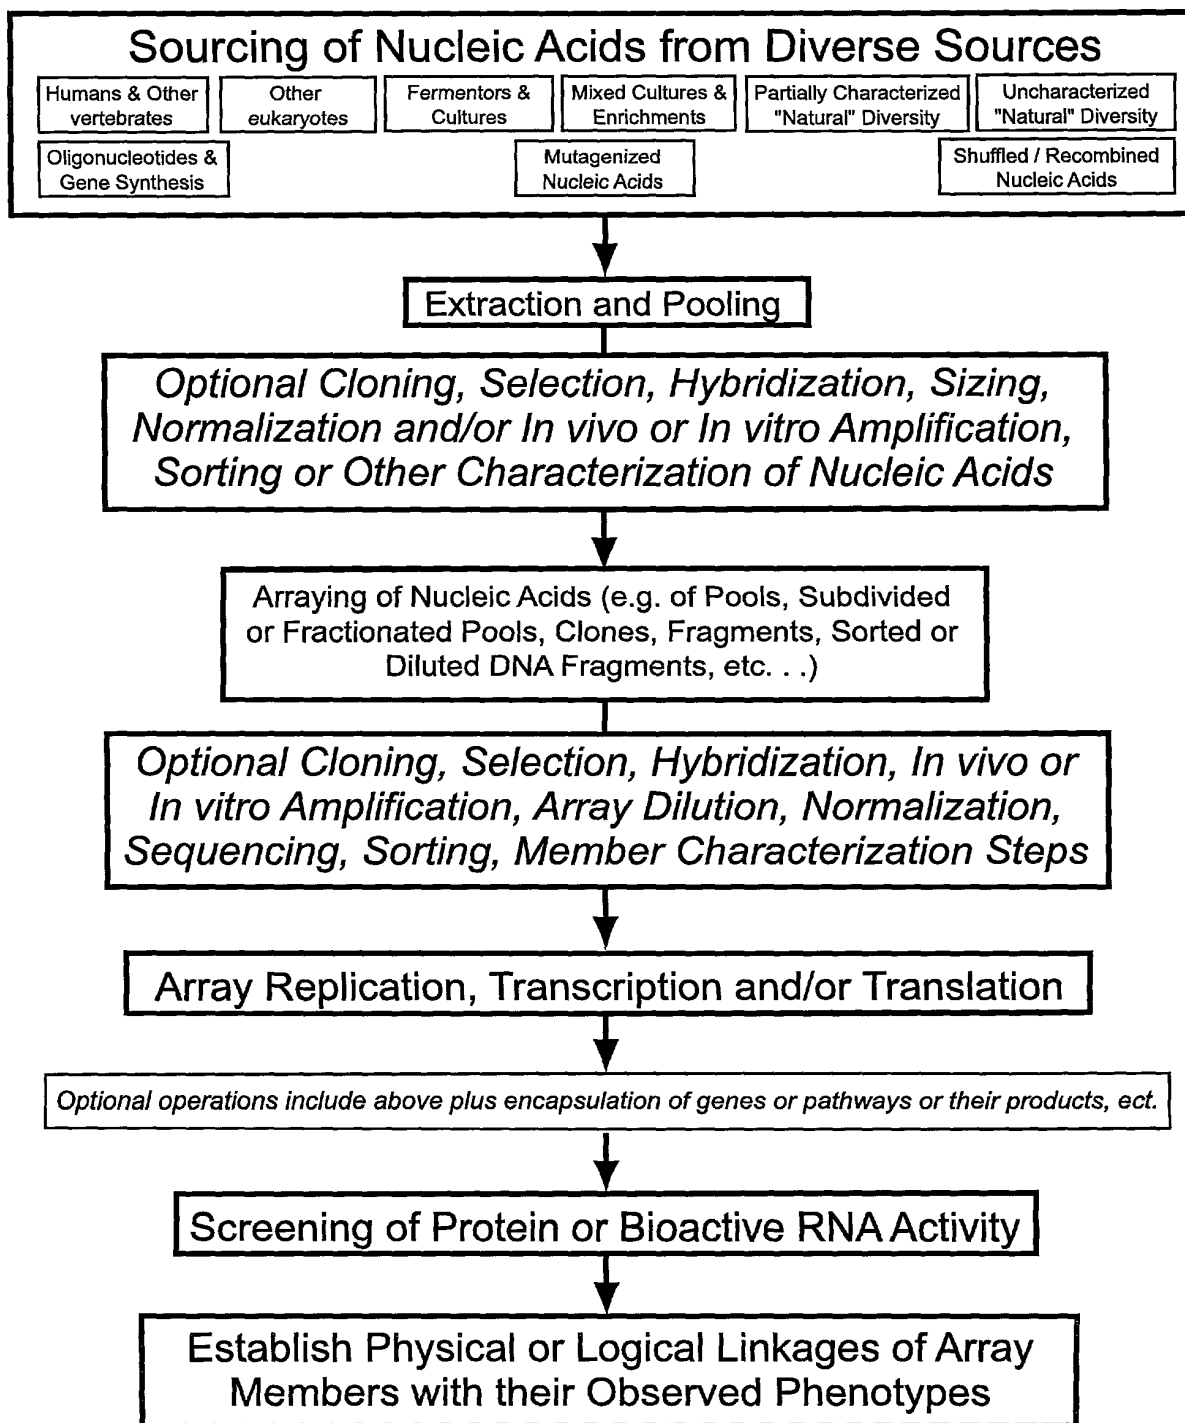 Sourcing of Nucleic Acids from Diverse Sources
Humans & Other
vertebrates
Other
eukaryotes
Fermentors &
Cultures
Mixed Cultures &
Enrichments
Partially Characterized
"Natural" Diversity
Uncharacterized
"Natural" Diversity
Oligonucleotides &
Gene Synthesis
Mutagenized
Nucleic Acids
Shuffled / Recombined
Nucleic Acids
Extraction and Pooling
Optional Cloning, Selection, Hybridization, Sizing,
Normalization and/or In vivo or In vitro Amplification,
Sorting or Other Characterization of Nucleic Acids
Arraying of Nucleic Acids (e.g. of Pools, Subdivided
or Fractionated Pools, Clones, Fragments, Sorted or
Diluted DNA Fragments, etc. . .)
Optional Cloning, Selection, Hybridization, In vivo or
In vitro Amplification, Array Dilution, Normalization,
Sequencing, Sorting, Member Characterization Steps
Array Replication, Transcription and/or Translation
Optional operations include above plus encapsulation of genes or pathways or their products, ect.
Screening of Protein or Bioactive RNA Activity
Establish Physical or Logical Linkages of Array
Members with their Observed Phenotypes